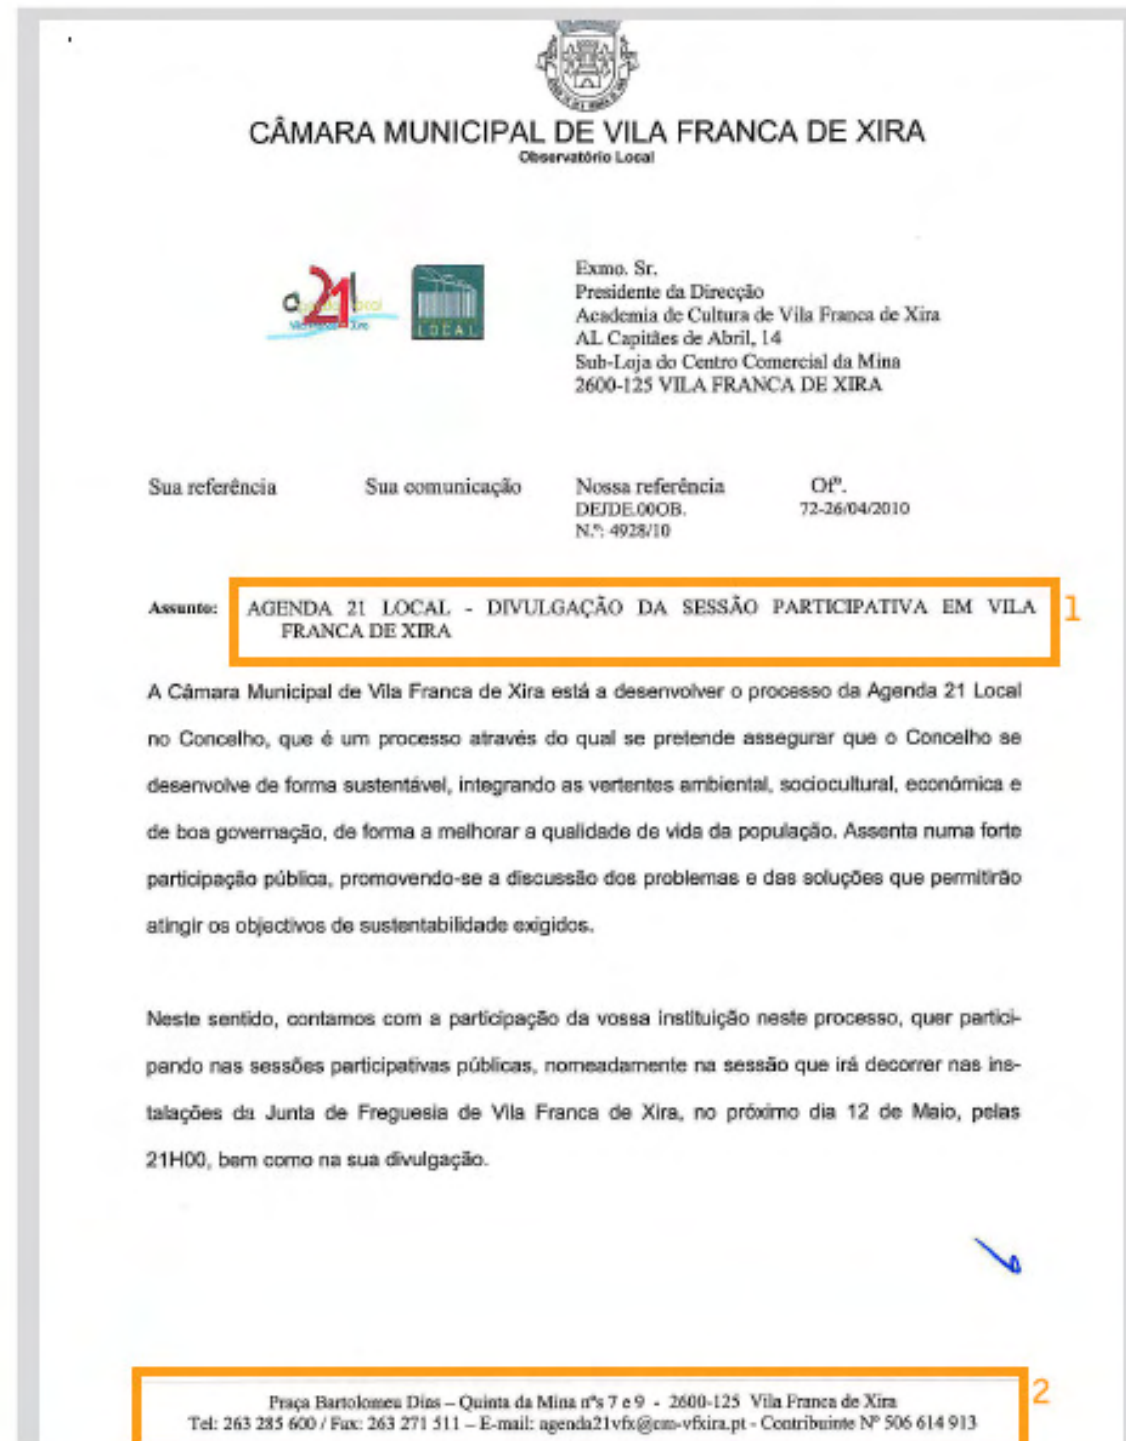 CÂMARA MUNICIPAL DE VILA FRANCA DE XIRA
Observatório Local
a21
LOCAL
Exmo. Sr.
Presidente da Direcção
Academia de Cultura de Vila Franca de Xira
AL Capitães de Abril, 14
Sub-Loja do Centro Comercial da Mina
2600-125 VILA FRANCA DE XIRA
Sua referência Sua comunicação Nossa referência Ofº.
DEJDE.00OB. 72-26/04/2010
N.º: 4928/10
Assunto: AGENDA 21 LOCAL - DIVULGAÇÃO DA SESSÃO PARTICIPATIVA EM VILA 1
FRANCA DE XIRA
A Câmara Municipal de Vila Franca de Xira está a desenvolver o processo da Agenda 21 Local
no Concelho, que é um processo através do qual se pretende assegurar que o Concelho se
desenvolve de forma sustentável, integrando as vertentes ambiental, sociocultural, económica e
de boa governação, de forma a melhorar a qualidade de vida da população. Assenta numa forte
participação pública, promovendo-se a discussão dos problemas e das soluções que permitirão
atingir os objectivos de sustentabilidade exigidos.
Neste sentido, contamos com a participação da vossa instituição neste processo, quer partici-
pando nas sessões participativas públicas, nomeadamente na sessão que irá decorrer nas ins-
talações da Junta de Freguesia de Vila Franca de Xira, no próximo dia 12 de Maio, pelas
21H00, bem como na sua divulgação.
2
Praça Bartolomeu Dias – Quinta da Mina nºs 7 e 9 - 2600-125 Vila Franca de Xira
Tel: 263 285 600 / Fax: 263 271 511 – E-mail: agenda21vfx@cm-vfxira.pt - Contribuinte Nº 506 614 913